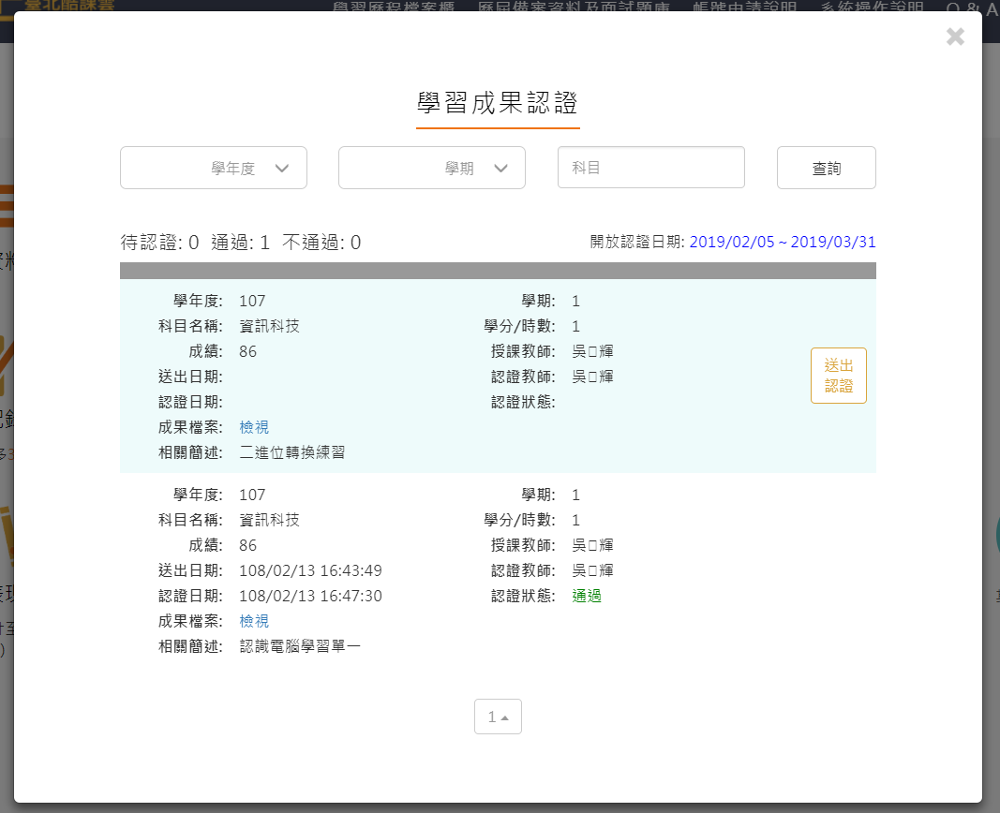 臺北酷課雲
學習歷程檔案櫃 歷屆備審資料及面試題庫 帳號申請說明 系統操作說明 Q & A
學習成果認證
學年度 學期 科目 查詢
待認證: 0 通過: 1 不通過: 0 開放認證日期: 2019/02/05 ~ 2019/03/31
學年度: 107 學期: 1
科目名稱: 資訊科技 學分/時數: 1
成績: 86 授課教師: 吳▯輝
送出日期: 認證教師: 吳▯輝
認證日期: 認證狀態:
成果檔案: 檢視
相關簡述: 二進位轉換練習
送出
認證
學年度: 107 學期: 1
科目名稱: 資訊科技 學分/時數: 1
成績: 86 授課教師: 吳▯輝
送出日期: 108/02/13 16:43:49 認證教師: 吳▯輝
認證日期: 108/02/13 16:47:30 認證狀態: 通過
成果檔案: 檢視
相關簡述: 認識電腦學習單一
1